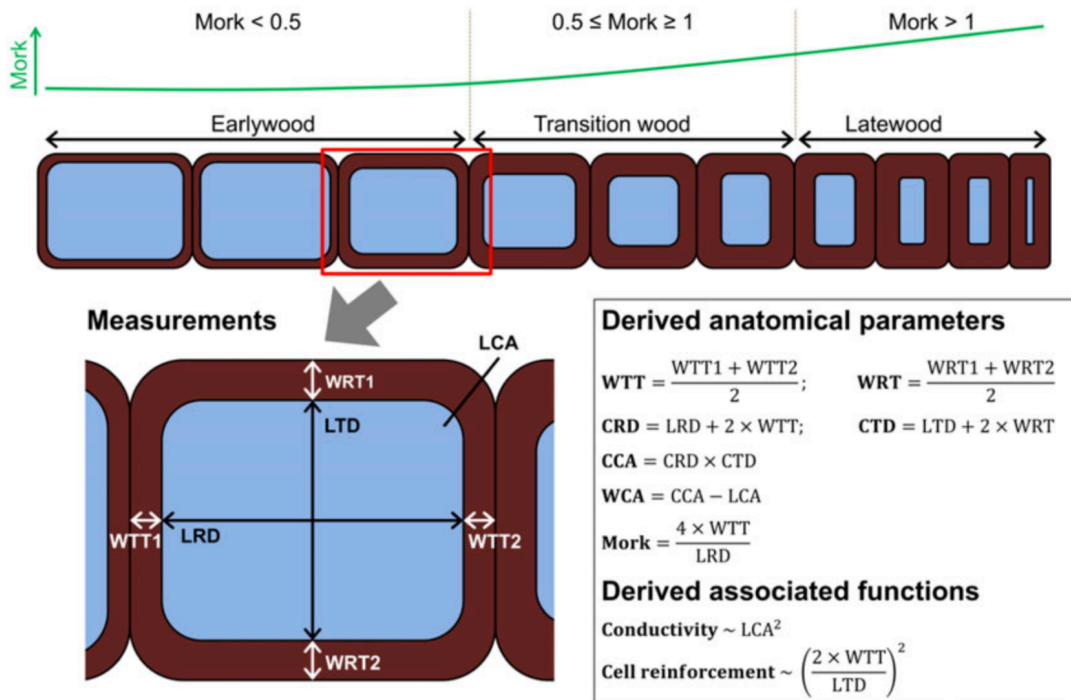 Mork < 0.5
0.5 ≤ Mork ≥ 1
Mork > 1
Mork
Earlywood
Transition wood
Latewood
Measurements
LCA
WRT1
LTD
WTT1
LRD
WTT2
WRT2
Derived anatomical parameters
WTT = (WTT1 + WTT2)/2; WRT = (WRT1 + WRT2)/2
CRD = LRD + 2 × WTT; CTD = LTD + 2 × WRT
CCA = CRD × CTD
WCA = CCA − LCA
Mork = (4 × WTT)/LRD
Derived associated functions
Conductivity ~ LCA²
Cell reinforcement ~ ((2 × WTT)/LTD)²